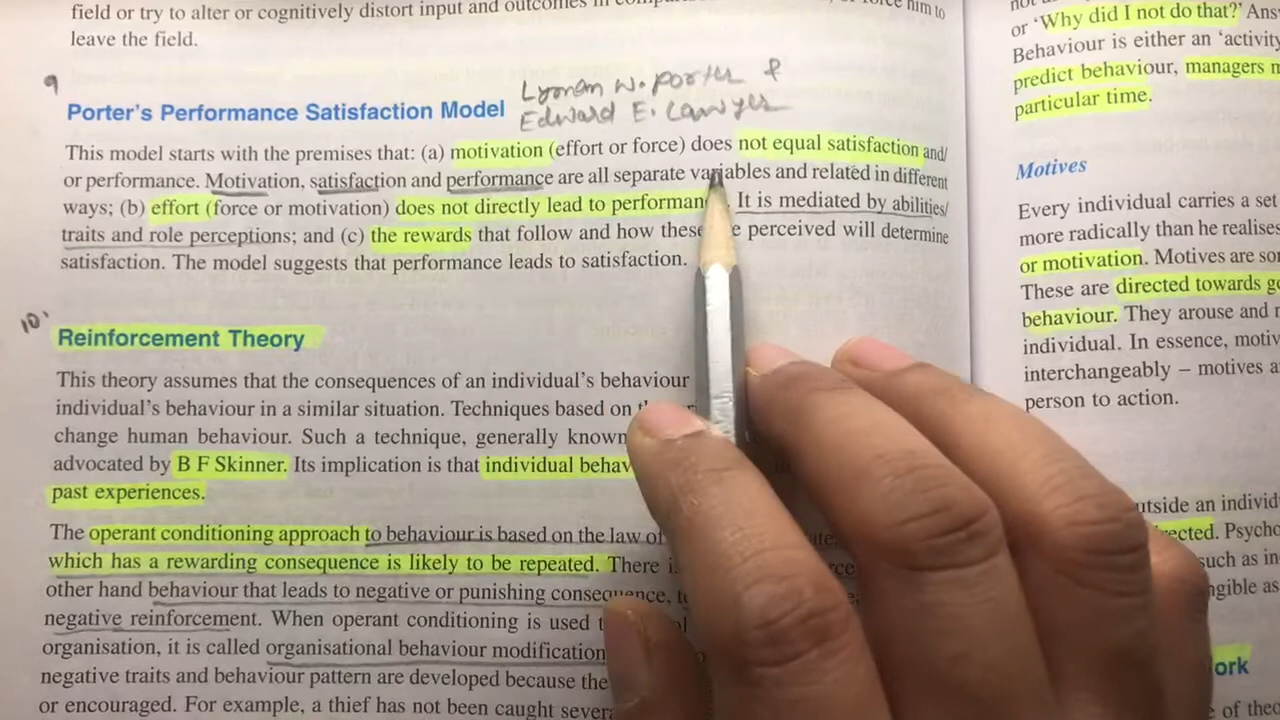 field or try to alter or cognitively distort input and outcomes in
him to
leave the field.
9
Lyman W. Porter &
Porter's Performance Satisfaction Model
Edward E. Lawyer
This model starts with the premises that: (a) motivation (effort or force) does not equal satisfaction and/
or performance. Motivation, satisfaction and performance are all separate variables and related in different
ways; (b) effort (force or motivation) does not directly lead to performan . It is mediated by abilities/
traits and role perceptions; and (c) the rewards that follow and how these e perceived will determine
satisfaction. The model suggests that performance leads to satisfaction.
10.
Reinforcement Theory
This theory assumes that the consequences of an individual's behaviour
individual's behaviour in a similar situation. Techniques based on
change human behaviour. Such a technique, generally known
advocated by B F Skinner. Its implication is that individual behav
past experiences.
The operant conditioning approach to behaviour is based on the law of
which has a rewarding consequence is likely to be repeated. There
other hand behaviour that leads to negative or punishing consequence,
negative reinforcement. When operant conditioning is used
organisation, it is called organisational behaviour modification
negative traits and behaviour pattern are developed because the
or encouraged. For example, a thief has not been caught severa
or 'Why did I not do that?' Ans
Behaviour is either an 'activity
predict behaviour, managers m
particular time.
Motives
Every individual carries a set
more radically than he realises
or motivation. Motives are so
These are directed towards g
behaviour. They arouse and
individual. In essence, motiv
interchangeably – motives a
person to action.
utside an individ
rected. Psycho
such as in
ngible as
ork
of theo